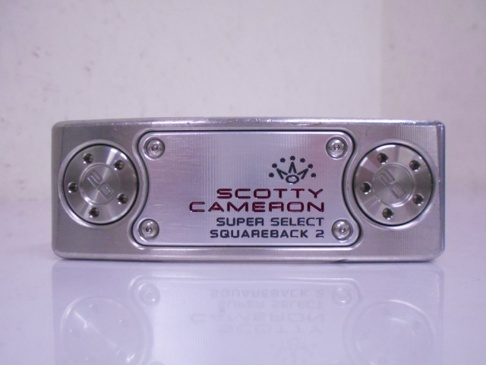 SCOTTY
CAMERON
SUPER SELECT
SQUAREBACK 2